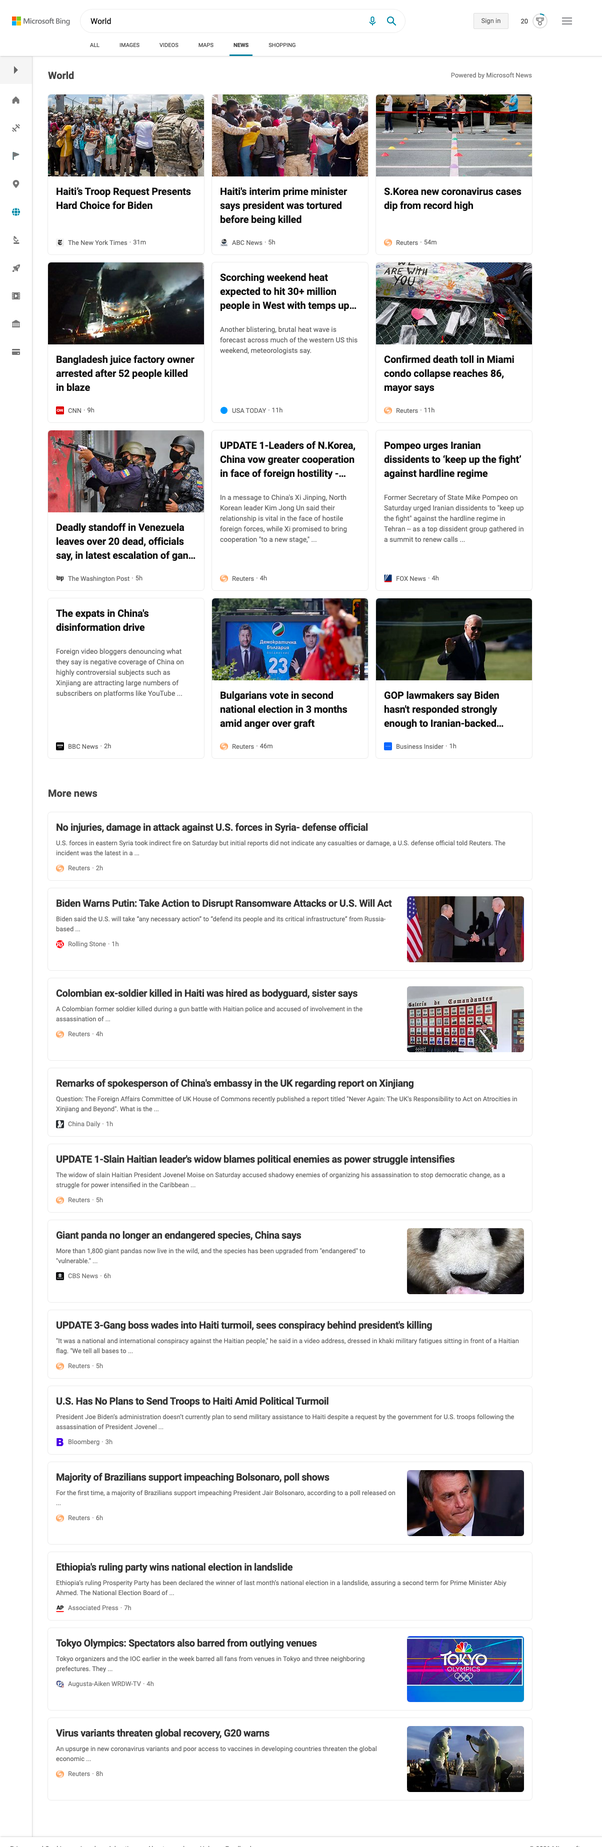 Microsoft Bing
World
Sign in
20
ALL
IMAGES
VIDEOS
MAPS
NEWS
SHOPPING
World
Powered by Microsoft News
Haiti's Troop Request Presents
Hard Choice for Biden
The New York Times · 31m
Haiti's interim prime minister
says president was tortured
before being killed
ABC News · 5h
S.Korea new coronavirus cases
dip from record high
Reuters · 54m
Bangladesh juice factory owner
arrested after 52 people killed
in blaze
CNN · 9h
Scorching weekend heat
expected to hit 30+ million
people in West with temps up...
Another blistering, brutal heat wave is
forecast across much of the western US this
weekend, meteorologists say.
USA TODAY · 11h
ARE WITH
YOU
Confirmed death toll in Miami
condo collapse reaches 86,
mayor says
Reuters · 11h
Deadly standoff in Venezuela
leaves over 20 dead, officials
say, in latest escalation of gan...
The Washington Post · 5h
UPDATE 1-Leaders of N.Korea,
China vow greater cooperation
in face of foreign hostility -...
In a message to China's Xi Jinping, North
Korean leader Kim Jong Un said their
relationship is vital in the face of hostile
foreign forces, while Xi promised to bring
cooperation "to a new stage," ...
Reuters · 4h
Pompeo urges Iranian
dissidents to 'keep up the fight'
against hardline regime
Former Secretary of State Mike Pompeo on
Saturday urged Iranian dissidents to "keep up
the fight" against the hardline regime in
Tehran -- as a top dissident group gathered in
a summit to renew calls ...
FOX News · 4h
The expats in China's
disinformation drive
Foreign video bloggers denouncing what
they say is negative coverage of China on
highly controversial subjects such as
Xinjiang are attracting large numbers of
subscribers on platforms like YouTube ...
BBC News · 2h
Демократична
България
23
Bulgarians vote in second
national election in 3 months
amid anger over graft
Reuters · 46m
GOP lawmakers say Biden
hasn't responded strongly
enough to Iranian-backed...
Business Insider · 1h
More news
No injuries, damage in attack against U.S. forces in Syria- defense official
U.S. forces in eastern Syria took indirect fire on Saturday but initial reports did not indicate any casualties or damage, a U.S. defense official told Reuters. The
incident was the latest in a ...
Reuters · 2h
Biden Warns Putin: Take Action to Disrupt Ransomware Attacks or U.S. Will Act
Biden said the U.S. will take "any necessary action" to "defend its people and its critical infrastructure" from Russia-
based ...
Rolling Stone · 1h
Colombian ex-soldier killed in Haiti was hired as bodyguard, sister says
A Colombian former soldier killed during a gun battle with Haitian police and accused of involvement in the
assassination of ...
Reuters · 4h
Galería de Comandantes
Remarks of spokesperson of China's embassy in the UK regarding report on Xinjiang
Question: The Foreign Affairs Committee of UK House of Commons recently published a report titled "Never Again: The UK's Responsibility to Act on Atrocities in
Xinjiang and Beyond". What is the ...
China Daily · 1h
UPDATE 1-Slain Haitian leader's widow blames political enemies as power struggle intensifies
The widow of slain Haitian President Jovenel Moise on Saturday accused shadowy enemies of organizing his assassination to stop democratic change, as a
struggle for power intensified in the Caribbean ...
Reuters · 5h
Giant panda no longer an endangered species, China says
More than 1,800 giant pandas now live in the wild, and the species has been upgraded from "endangered" to
"vulnerable." ...
CBS News · 6h
UPDATE 3-Gang boss wades into Haiti turmoil, sees conspiracy behind president's killing
"It was a national and international conspiracy against the Haitian people," he said in a video address, dressed in khaki military fatigues sitting in front of a Haitian
flag. "We tell all bases to ...
Reuters · 5h
U.S. Has No Plans to Send Troops to Haiti Amid Political Turmoil
President Joe Biden's administration doesn't currently plan to send military assistance to Haiti despite a request by the government for U.S. troops following the
assassination of President Jovenel ...
Bloomberg · 3h
Majority of Brazilians support impeaching Bolsonaro, poll shows
For the first time, a majority of Brazilians support impeaching President Jair Bolsonaro, according to a poll released on
...
Reuters · 6h
Ethiopia's ruling party wins national election in landslide
Ethiopia's ruling Prosperity Party has been declared the winner of last month's national election in a landslide, assuring a second term for Prime Minister Abiy
Ahmed. The National Election Board of ...
AP Associated Press · 7h
Tokyo Olympics: Spectators also barred from outlying venues
Tokyo organizers and the IOC earlier in the week barred all fans from venues in Tokyo and three neighboring
prefectures. They ...
Augusta-Aiken WRDW-TV · 4h
TOKYO
OLYMPICS
Virus variants threaten global recovery, G20 warns
An upsurge in new coronavirus variants and poor access to vaccines in developing countries threaten the global
economic ...
Reuters · 8h